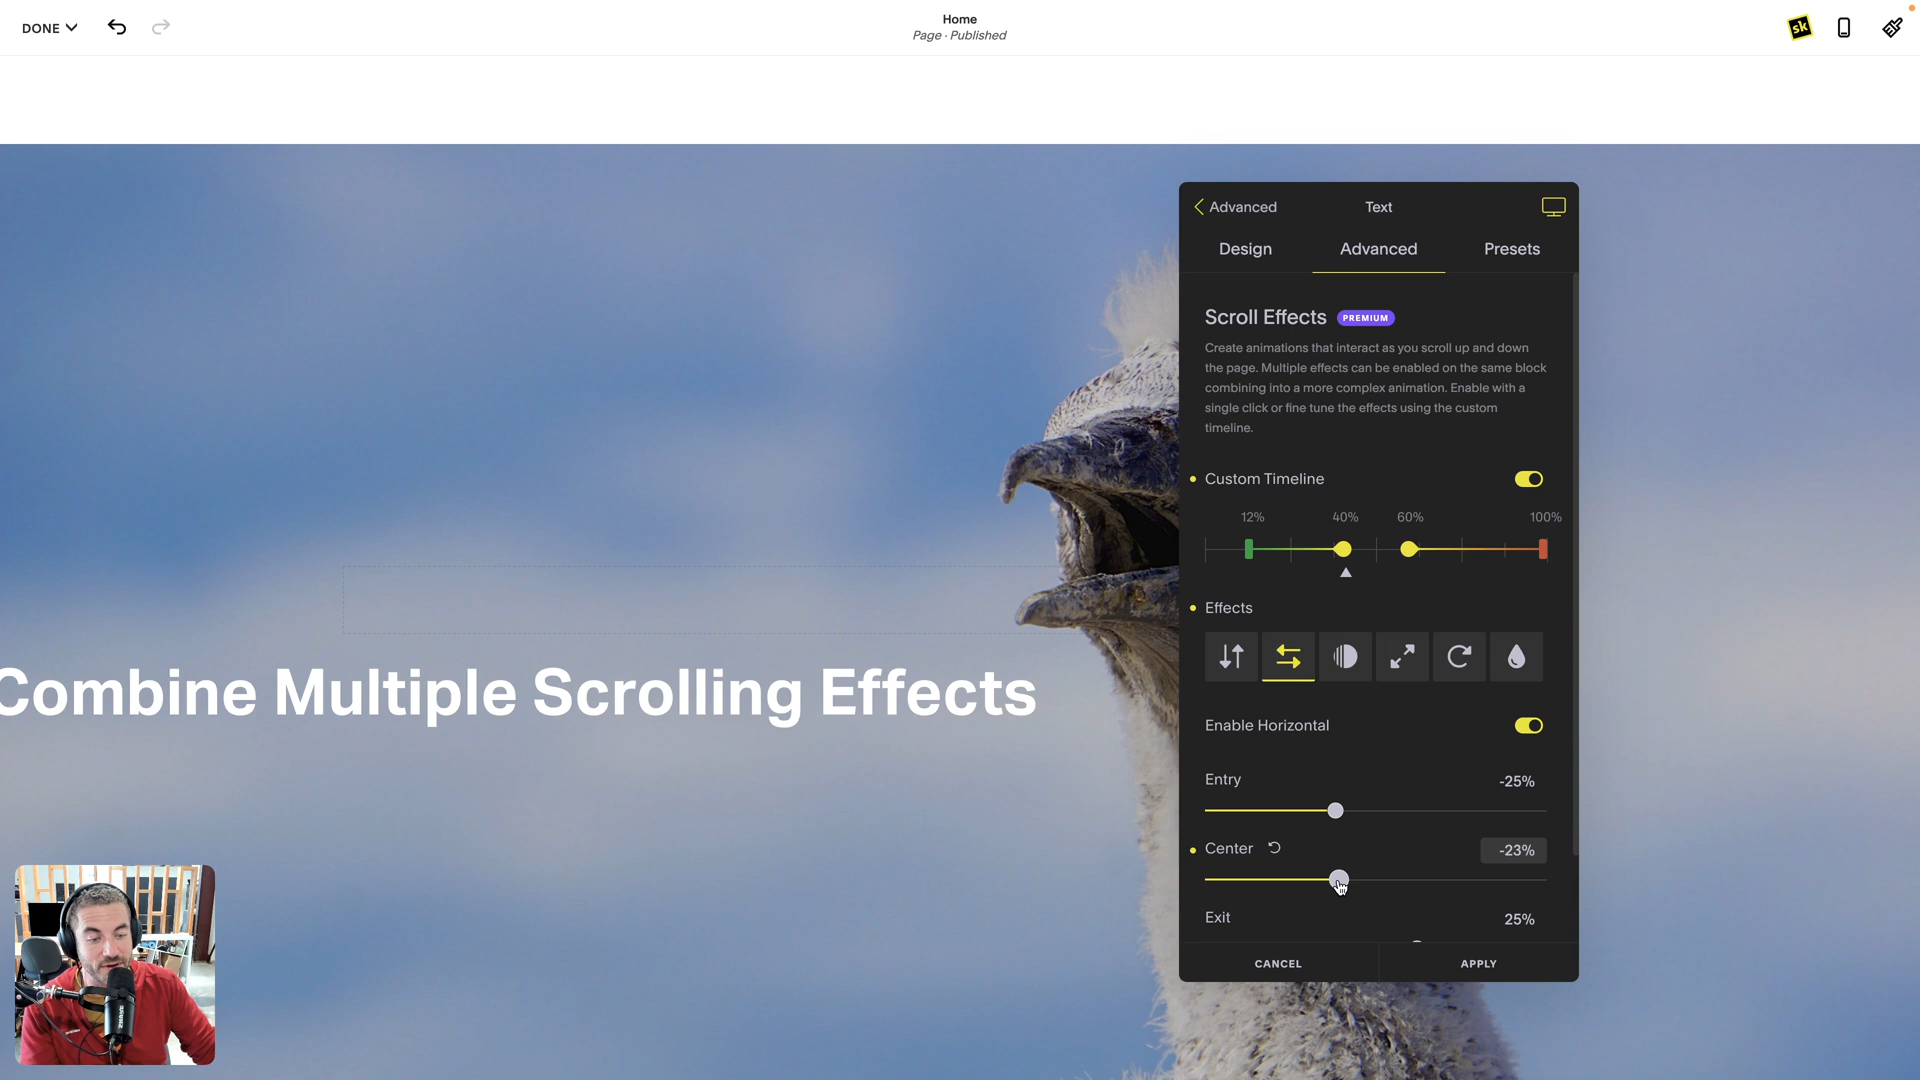 DONE
Home
Page · Published
sk
Advanced
Text
Design
Advanced
Presets
Scroll Effects PREMIUM
Create animations that interact as you scroll up and down
the page. Multiple effects can be enabled on the same block
combining into a more complex animation. Enable with a
single click or fine tune the effects using the custom
timeline.
Custom Timeline
12% 40% 60% 100%
Effects
Combine Multiple Scrolling Effects
Enable Horizontal
Entry -25%
Center -23%
Exit 25%
CANCEL APPLY